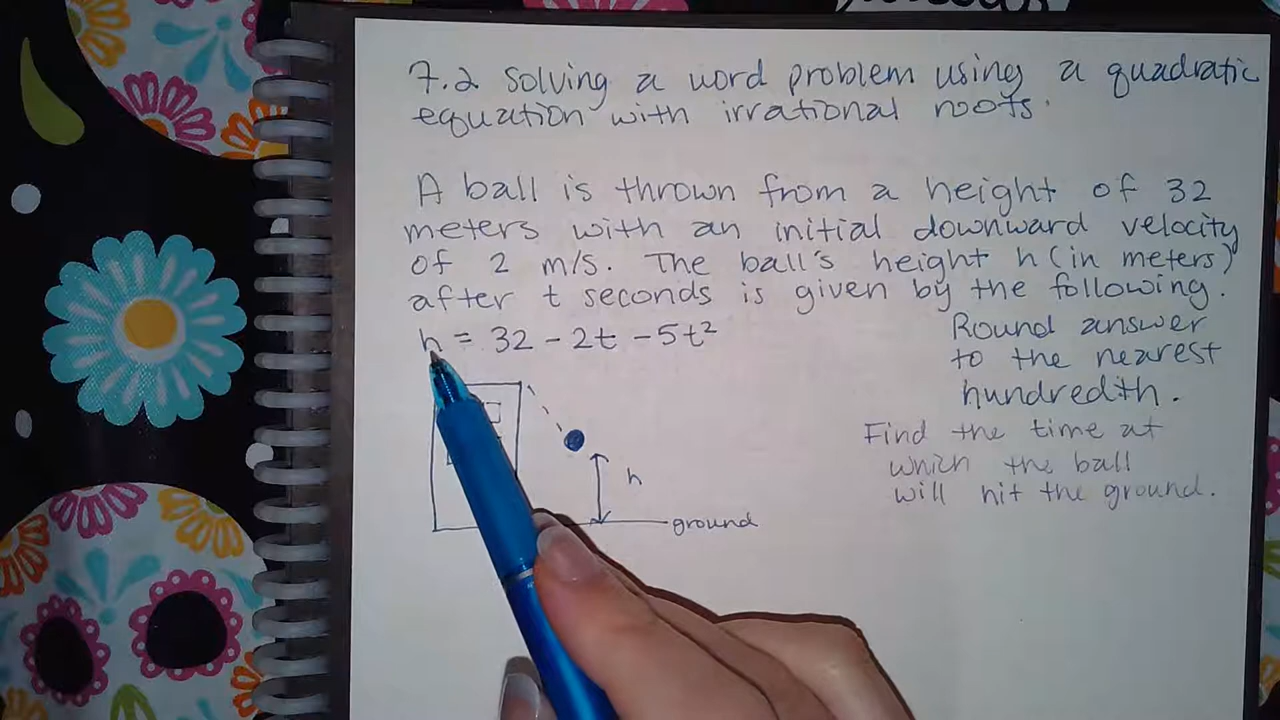 7.2 Solving a word problem using a quadratic
equation with irrational roots.
A ball is thrown from a height of 32
meters with an initial downward velocity
of 2 m/s. The ball's height h (in meters)
after t seconds is given by the following.
h = 32 - 2t - 5t²
Round answer
to the nearest
hundredth.
Find the time at
which the ball
will hit the ground.
h
ground